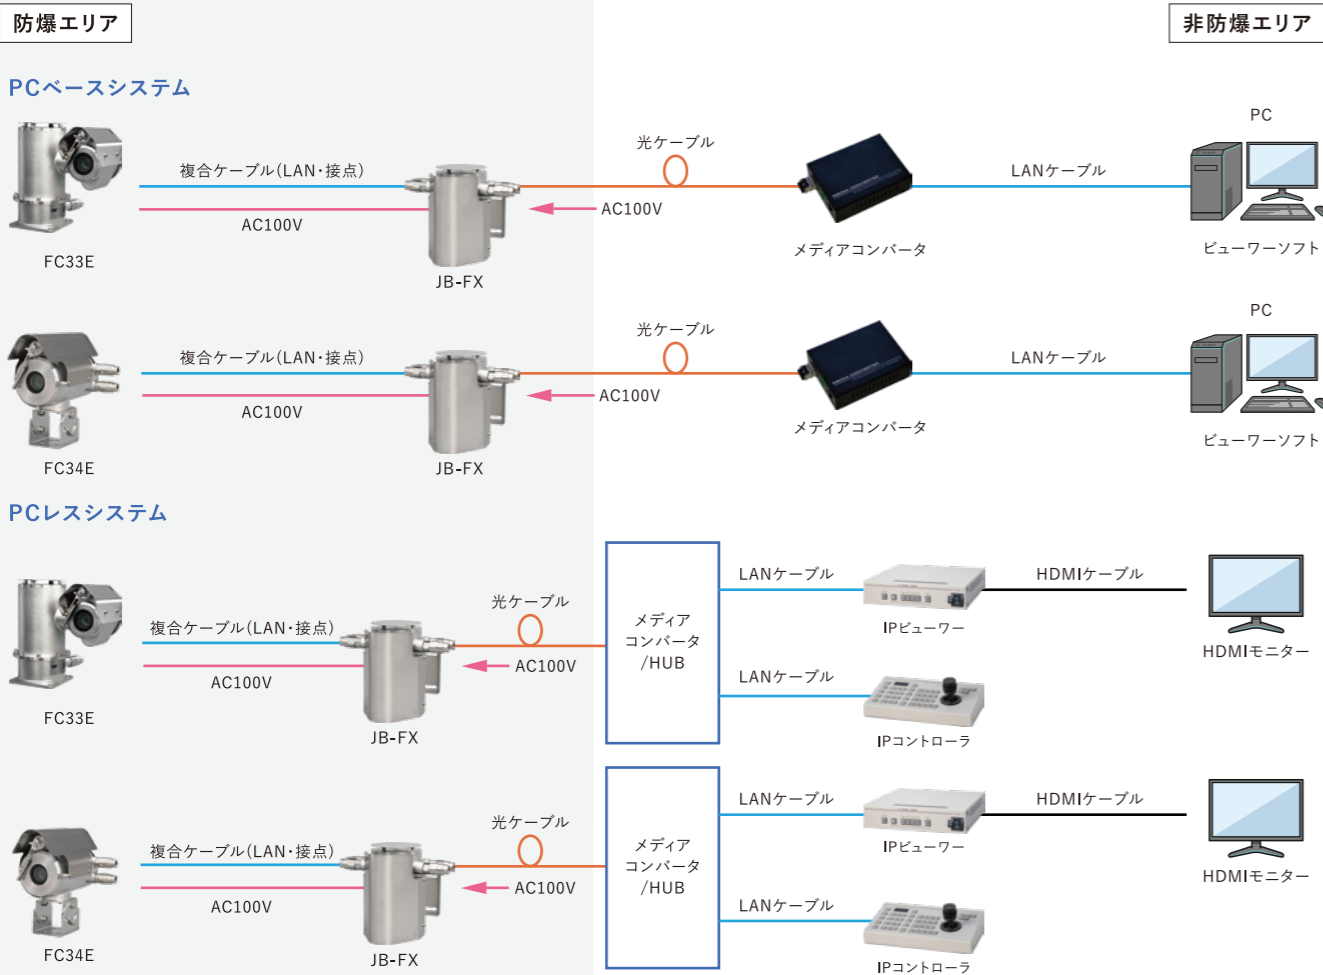 防爆エリア
非防爆エリア
PCベースシステム
PC
複合ケーブル(LAN・接点)
光ケーブル
LANケーブル
AC100V
AC100V
FC33E
JB-FX
メディアコンバータ
ビューワーソフト
PC
複合ケーブル(LAN・接点)
光ケーブル
LANケーブル
AC100V
AC100V
FC34E
JB-FX
メディアコンバータ
ビューワーソフト
PCレスシステム
複合ケーブル(LAN・接点)
光ケーブル
メディア
コンバータ
/HUB
LANケーブル
HDMIケーブル
IPビューワー
HDMIモニター
AC100V
AC100V
LANケーブル
FC33E
JB-FX
IPコントローラ
複合ケーブル(LAN・接点)
光ケーブル
メディア
コンバータ
/HUB
LANケーブル
HDMIケーブル
IPビューワー
HDMIモニター
AC100V
AC100V
LANケーブル
FC34E
JB-FX
IPコントローラ